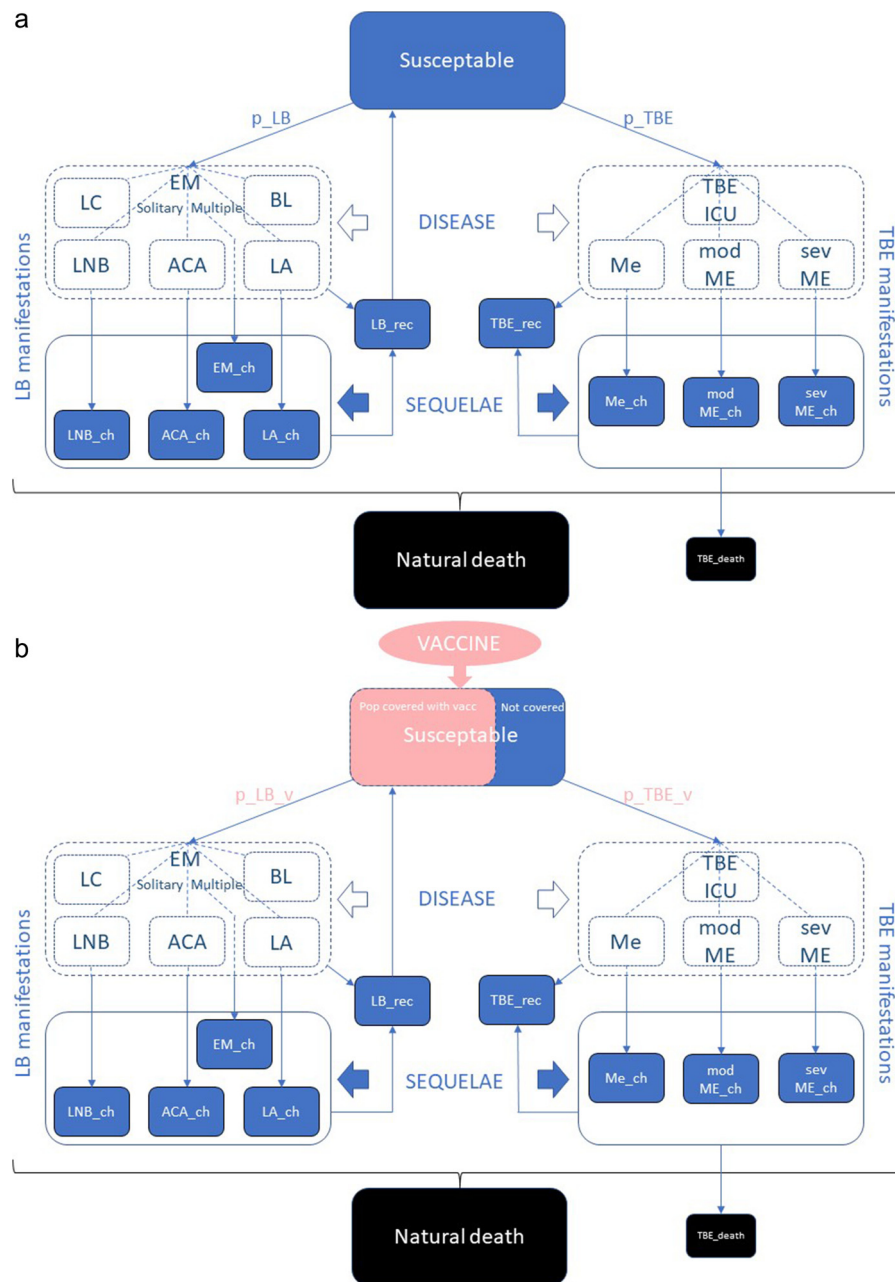 a
Susceptable
p_LB
p_TBE
LB manifestations
LC
EM
Solitary Multiple
BL
LNB
ACA
LA
DISEASE
TBE
ICU
Me
mod
ME
sev
ME
TBE manifestations
LB_rec
TBE_rec
EM_ch
LNB_ch
ACA_ch
LA_ch
SEQUELAE
Me_ch
mod
ME_ch
sev
ME_ch
Natural death
TBE_death
b
VACCINE
Pop covered with vacc
Not covered
Susceptable
p_LB_v
p_TBE_v
LB manifestations
LC
EM
Solitary Multiple
BL
LNB
ACA
LA
DISEASE
TBE
ICU
Me
mod
ME
sev
ME
TBE manifestations
LB_rec
TBE_rec
EM_ch
LNB_ch
ACA_ch
LA_ch
SEQUELAE
Me_ch
mod
ME_ch
sev
ME_ch
Natural death
TBE_death